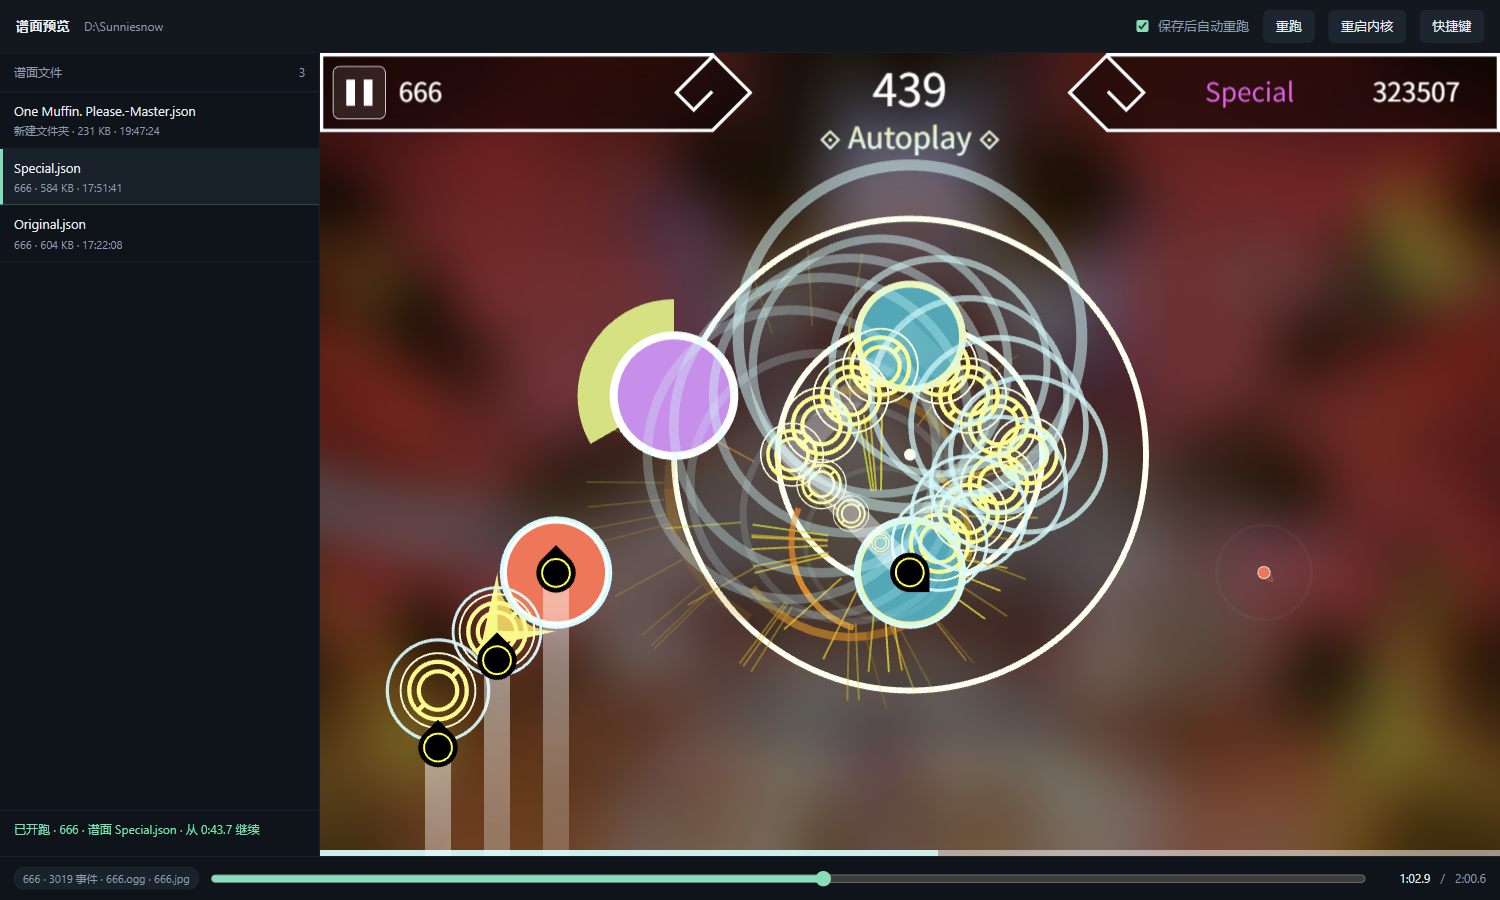 谱面预览 D:\Sunniesnow
保存后自动重跑 重跑 重启内核 快捷键
谱面文件 3
One Muffin. Please.-Master.json
新建文件夹 · 231 KB · 19:47:24
Special.json
666 · 584 KB · 17:51:41
Original.json
666 · 604 KB · 17:22:08
666
439
Autoplay
Special 323507
已开跑 · 666 · 谱面 Special.json · 从 0:43.7 继续
666 · 3019 事件 · 666.ogg · 666.jpg
1:02.9 / 2:00.6